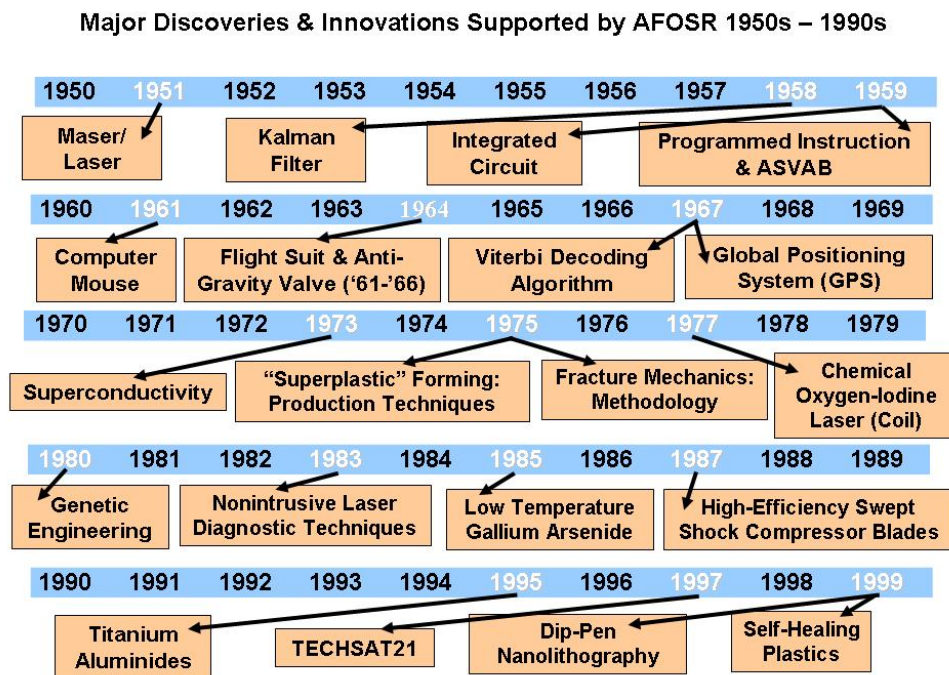 Major Discoveries & Innovations Supported by AFOSR 1950s – 1990s
1950 1951 1952 1953 1954 1955 1956 1957 1958 1959
Maser/
Laser
Kalman
Filter
Integrated
Circuit
Programmed Instruction
& ASVAB
1960 1961 1962 1963 1964 1965 1966 1967 1968 1969
Computer
Mouse
Flight Suit & Anti-
Gravity Valve (‘61-’66)
Viterbi Decoding
Algorithm
Global Positioning
System (GPS)
1970 1971 1972 1973 1974 1975 1976 1977 1978 1979
Superconductivity
“Superplastic” Forming:
Production Techniques
Fracture Mechanics:
Methodology
Chemical
Oxygen-Iodine
Laser (Coil)
1980 1981 1982 1983 1984 1985 1986 1987 1988 1989
Genetic
Engineering
Nonintrusive Laser
Diagnostic Techniques
Low Temperature
Gallium Arsenide
High-Efficiency Swept
Shock Compressor Blades
1990 1991 1992 1993 1994 1995 1996 1997 1998 1999
Titanium
Aluminides
TECHSAT21
Dip-Pen
Nanolithography
Self-Healing
Plastics